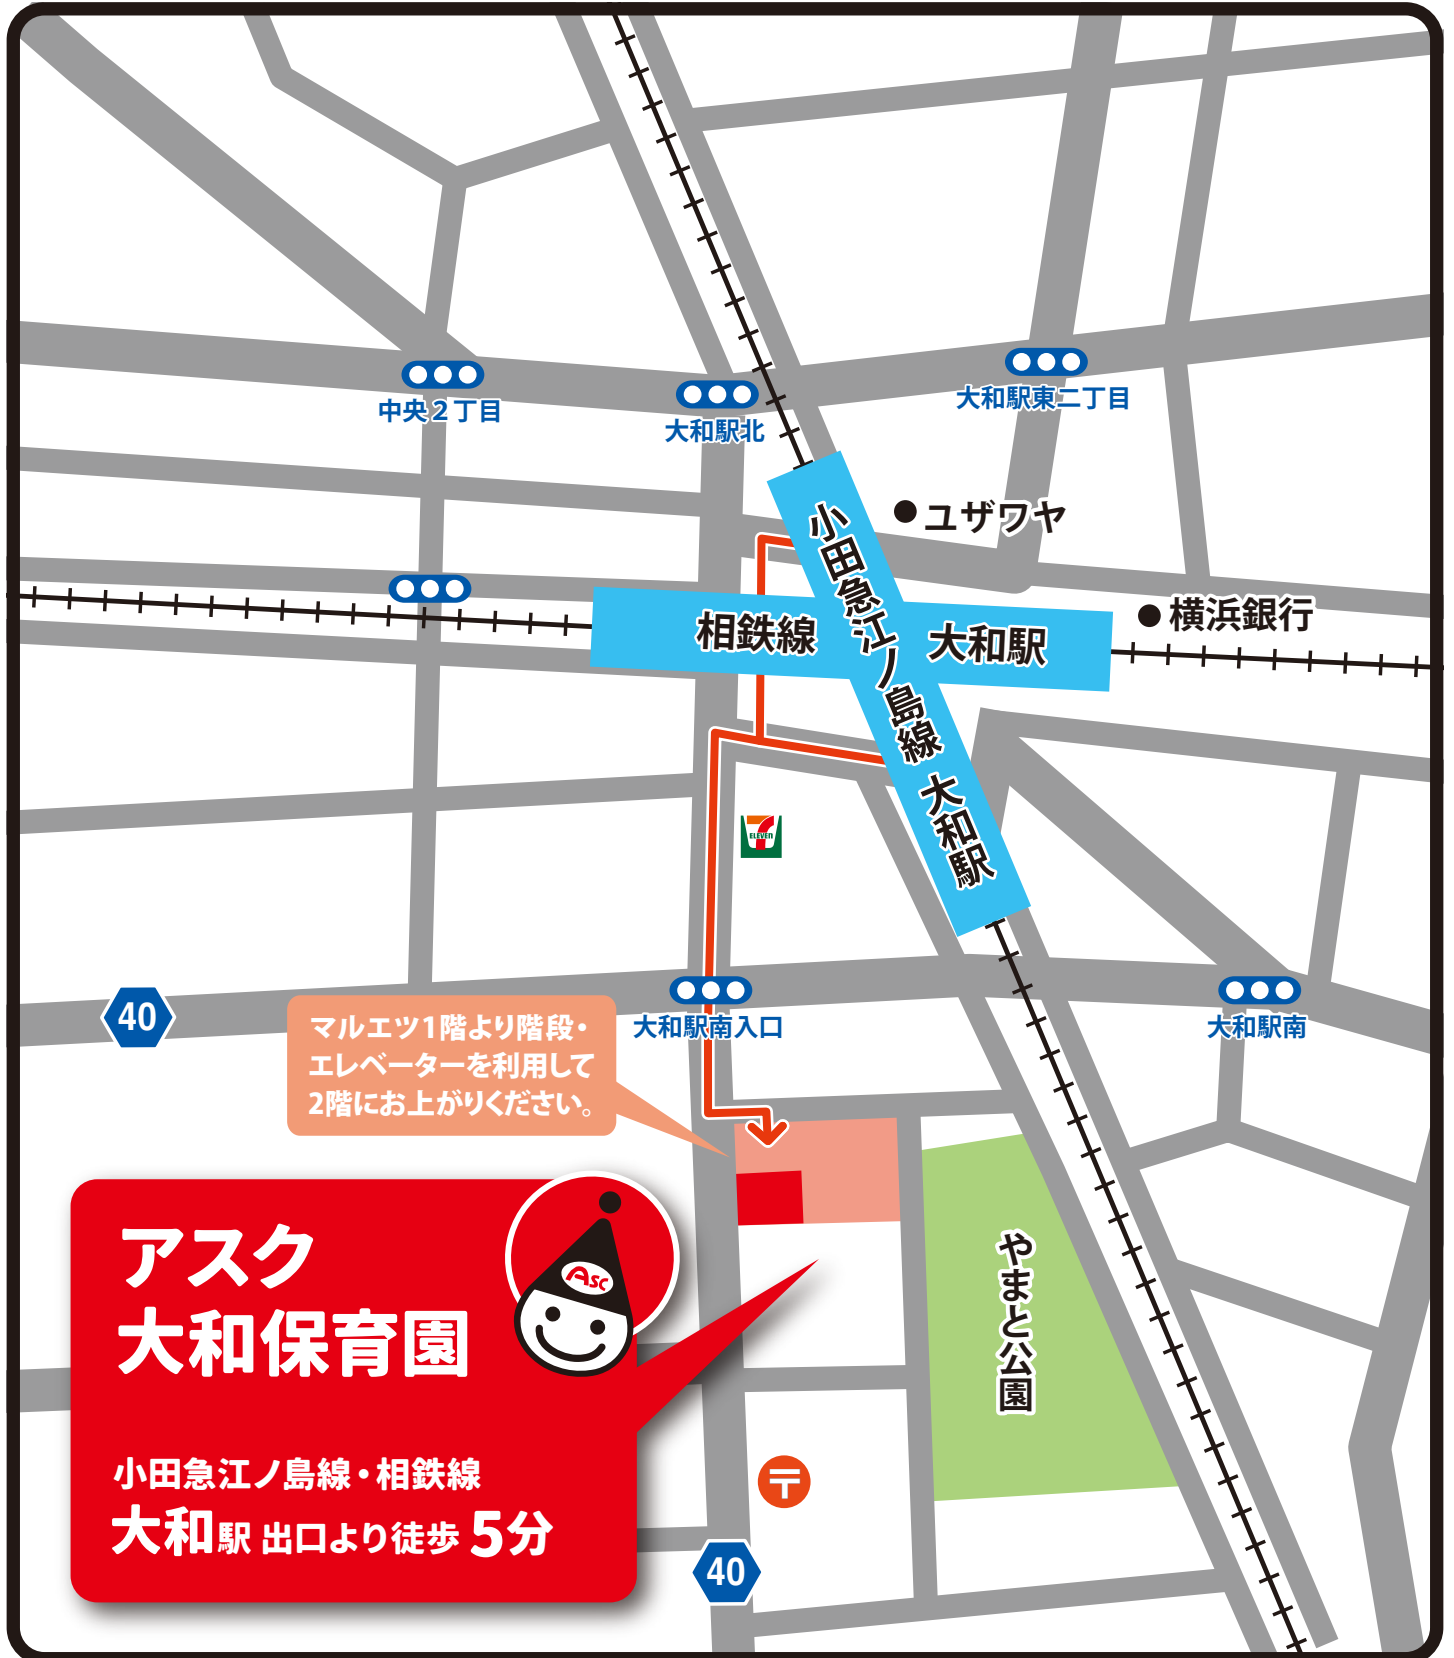 中央２丁目
大和駅北
大和駅東二丁目
ユザワヤ
小田急江ノ島線 大和駅
相鉄線 大和駅
横浜銀行
ELEVEN
40
マルエツ1階より階段・
エレベーターを利用して
2階にお上がりください。
大和駅南入口
大和駅南
アスク
大和保育園
ASC
小田急江ノ島線・相鉄線
大和駅 出口より徒歩 5分
やまと公園
〒
40